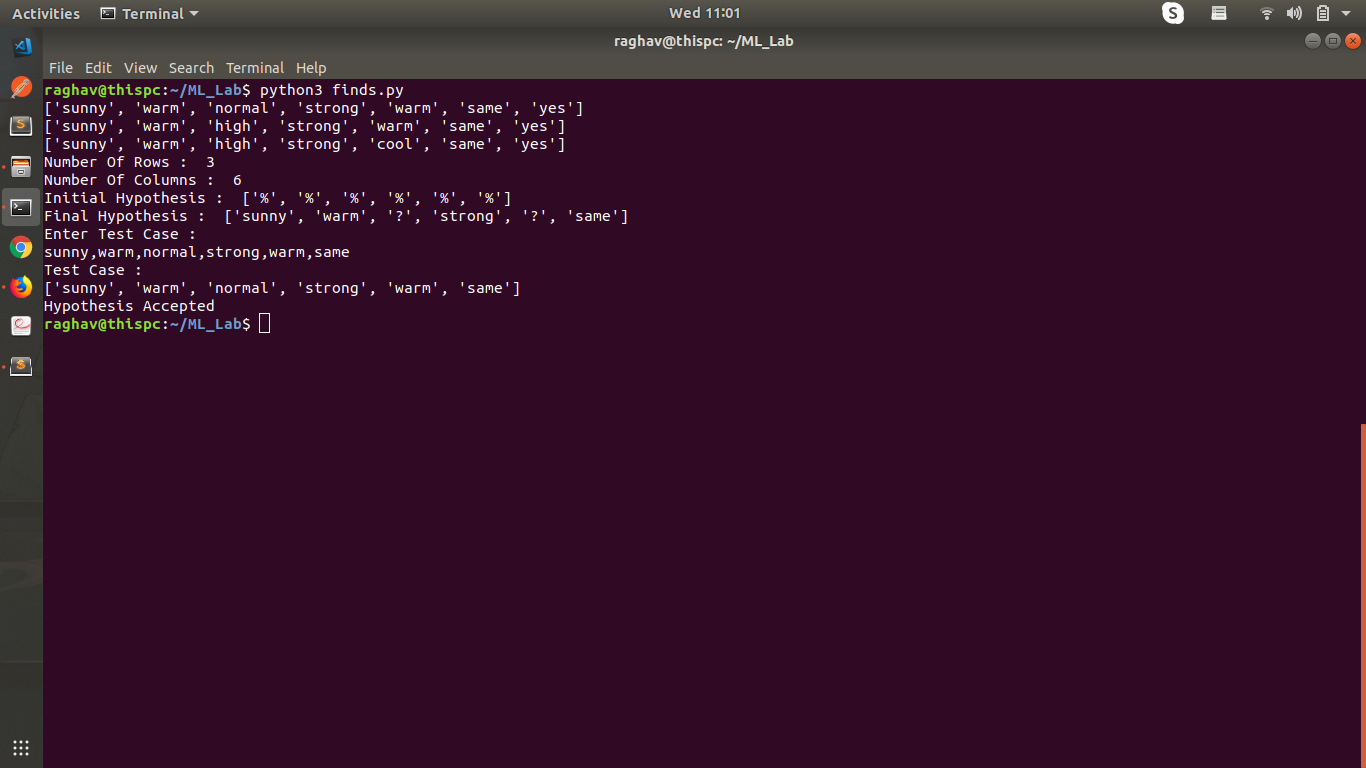 Activities Terminal Wed 11:01
raghav@thispc: ~/ML_Lab
File Edit View Search Terminal Help
raghav@thispc:~/ML_Lab$ python3 finds.py
['sunny', 'warm', 'normal', 'strong', 'warm', 'same', 'yes']
['sunny', 'warm', 'high', 'strong', 'warm', 'same', 'yes']
['sunny', 'warm', 'high', 'strong', 'cool', 'same', 'yes']
Number Of Rows :  3
Number Of Columns :  6
Initial Hypothesis :  ['%', '%', '%', '%', '%', '%']
Final Hypothesis :  ['sunny', 'warm', '?', 'strong', '?', 'same']
Enter Test Case :
sunny,warm,normal,strong,warm,same
Test Case :
['sunny', 'warm', 'normal', 'strong', 'warm', 'same']
Hypothesis Accepted
raghav@thispc:~/ML_Lab$